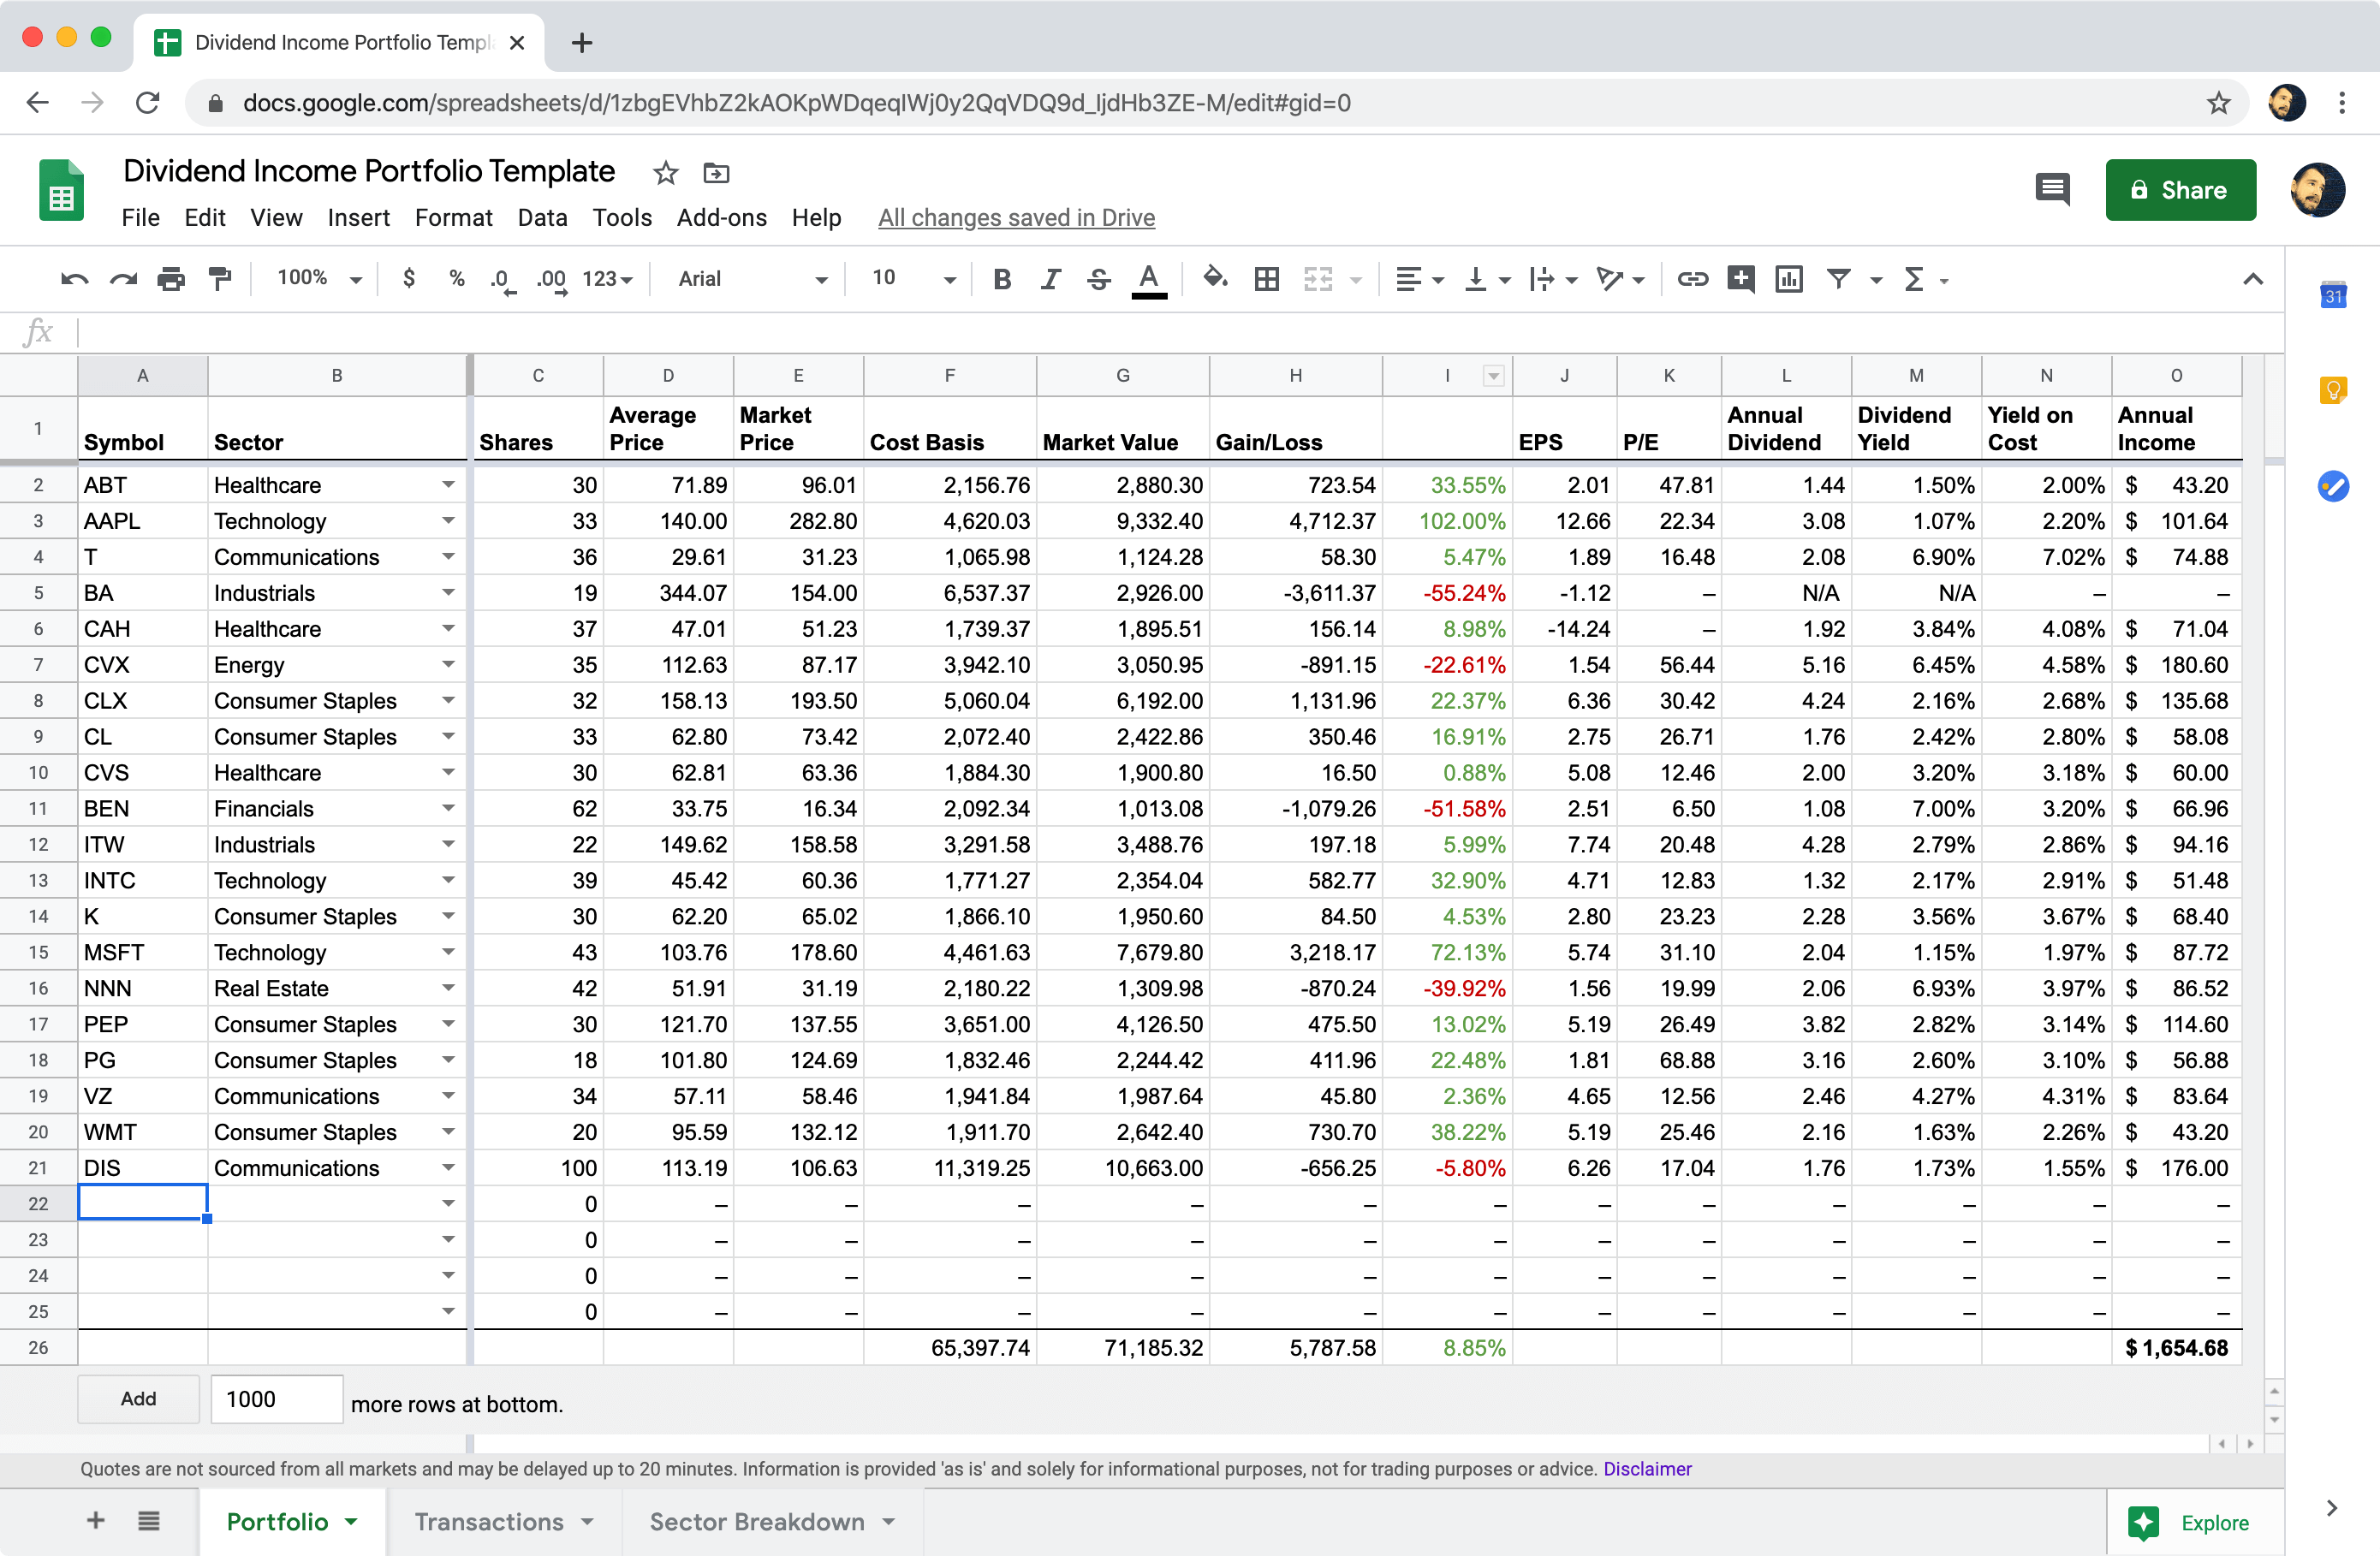 Dividend Income Portfolio Templ
docs.google.com/spreadsheets/d/1zbgEVhbZ2kAOKpWDqeqIWj0y2QqVDQ9d_ljdHb3ZE-M/edit#gid=0
Dividend Income Portfolio Template
File Edit View Insert Format Data Tools Add-ons Help All changes saved in Drive
Share
100% $ % .0 .00 123 Arial 10 B I S A Σ
31
fx
A B C D E F G H I J K L M N O
1 Symbol Sector Shares Average Price Market Price Cost Basis Market Value Gain/Loss EPS P/E Annual Dividend Dividend Yield Yield on Cost Annual Income
2 ABT Healthcare 30 71.89 96.01 2,156.76 2,880.30 723.54 33.55% 2.01 47.81 1.44 1.50% 2.00% $ 43.20
3 AAPL Technology 33 140.00 282.80 4,620.03 9,332.40 4,712.37 102.00% 12.66 22.34 3.08 1.07% 2.20% $ 101.64
4 T Communications 36 29.61 31.23 1,065.98 1,124.28 58.30 5.47% 1.89 16.48 2.08 6.90% 7.02% $ 74.88
5 BA Industrials 19 344.07 154.00 6,537.37 2,926.00 -3,611.37 -55.24% -1.12 – N/A N/A – –
6 CAH Healthcare 37 47.01 51.23 1,739.37 1,895.51 156.14 8.98% -14.24 – 1.92 3.84% 4.08% $ 71.04
7 CVX Energy 35 112.63 87.17 3,942.10 3,050.95 -891.15 -22.61% 1.54 56.44 5.16 6.45% 4.58% $ 180.60
8 CLX Consumer Staples 32 158.13 193.50 5,060.04 6,192.00 1,131.96 22.37% 6.36 30.42 4.24 2.16% 2.68% $ 135.68
9 CL Consumer Staples 33 62.80 73.42 2,072.40 2,422.86 350.46 16.91% 2.75 26.71 1.76 2.42% 2.80% $ 58.08
10 CVS Healthcare 30 62.81 63.36 1,884.30 1,900.80 16.50 0.88% 5.08 12.46 2.00 3.20% 3.18% $ 60.00
11 BEN Financials 62 33.75 16.34 2,092.34 1,013.08 -1,079.26 -51.58% 2.51 6.50 1.08 7.00% 3.20% $ 66.96
12 ITW Industrials 22 149.62 158.58 3,291.58 3,488.76 197.18 5.99% 7.74 20.48 4.28 2.79% 2.86% $ 94.16
13 INTC Technology 39 45.42 60.36 1,771.27 2,354.04 582.77 32.90% 4.71 12.83 1.32 2.17% 2.91% $ 51.48
14 K Consumer Staples 30 62.20 65.02 1,866.10 1,950.60 84.50 4.53% 2.80 23.23 2.28 3.56% 3.67% $ 68.40
15 MSFT Technology 43 103.76 178.60 4,461.63 7,679.80 3,218.17 72.13% 5.74 31.10 2.04 1.15% 1.97% $ 87.72
16 NNN Real Estate 42 51.91 31.19 2,180.22 1,309.98 -870.24 -39.92% 1.56 19.99 2.06 6.93% 3.97% $ 86.52
17 PEP Consumer Staples 30 121.70 137.55 3,651.00 4,126.50 475.50 13.02% 5.19 26.49 3.82 2.82% 3.14% $ 114.60
18 PG Consumer Staples 18 101.80 124.69 1,832.46 2,244.42 411.96 22.48% 1.81 68.88 3.16 2.60% 3.10% $ 56.88
19 VZ Communications 34 57.11 58.46 1,941.84 1,987.64 45.80 2.36% 4.65 12.56 2.46 4.27% 4.31% $ 83.64
20 WMT Consumer Staples 20 95.59 132.12 1,911.70 2,642.40 730.70 38.22% 5.19 25.46 2.16 1.63% 2.26% $ 43.20
21 DIS Communications 100 113.19 106.63 11,319.25 10,663.00 -656.25 -5.80% 6.26 17.04 1.76 1.73% 1.55% $ 176.00
22 0 – – – – – – – – – – – –
23 0 – – – – – – – – – – – –
24 0 – – – – – – – – – – – –
25 0 – – – – – – – – – – – –
26 65,397.74 71,185.32 5,787.58 8.85% $ 1,654.68
Add 1000 more rows at bottom.
Quotes are not sourced from all markets and may be delayed up to 20 minutes. Information is provided 'as is' and solely for informational purposes, not for trading purposes or advice. Disclaimer
Portfolio Transactions Sector Breakdown Explore